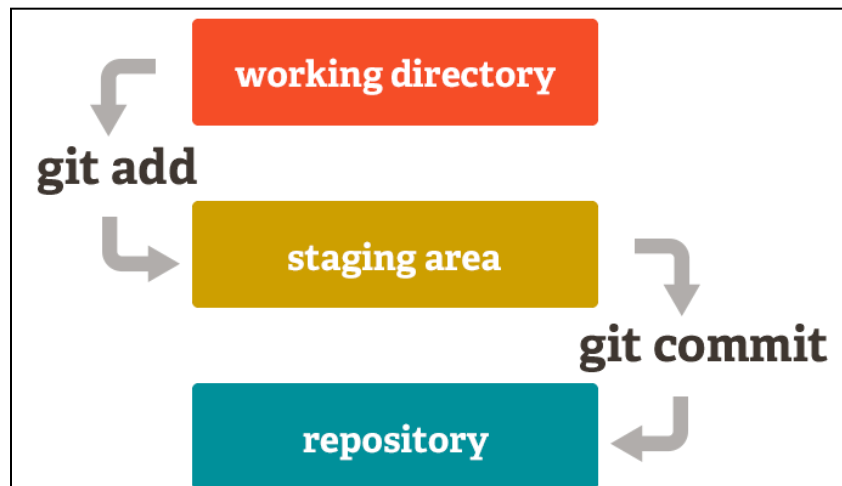 working directory
git add
staging area
git commit
repository